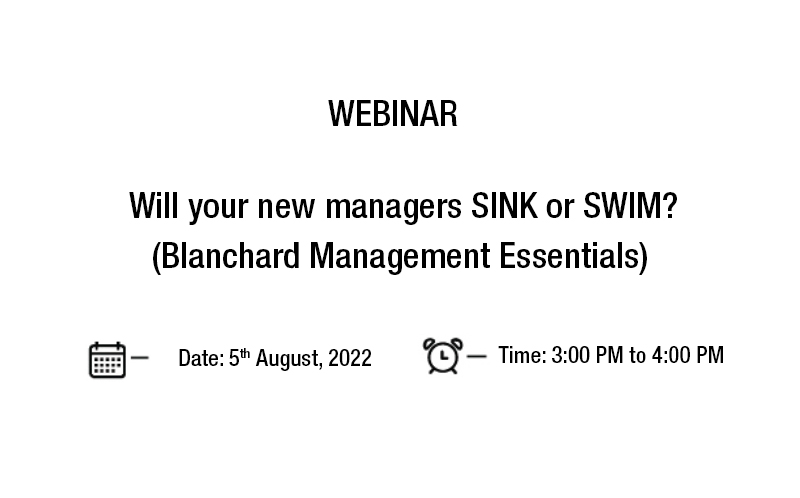 WEBINAR
Will your new managers SINK or SWIM?
(Blanchard Management Essentials)
Date: 5th August, 2022
Time: 3:00 PM to 4:00 PM